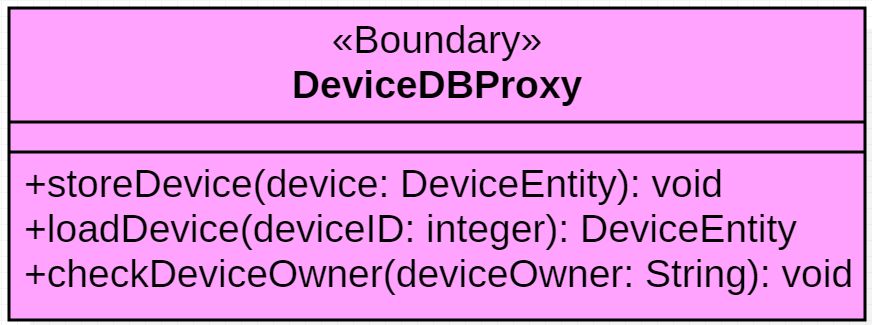 «Boundary»
DeviceDBProxy
+storeDevice(device: DeviceEntity): void
+loadDevice(deviceID: integer): DeviceEntity
+checkDeviceOwner(deviceOwner: String): void